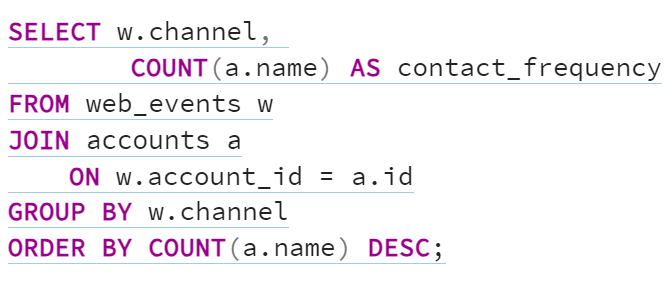 SELECT w.channel,
COUNT(a.name) AS contact_frequency
FROM web_events w
JOIN accounts a
ON w.account_id = a.id
GROUP BY w.channel
ORDER BY COUNT(a.name) DESC;